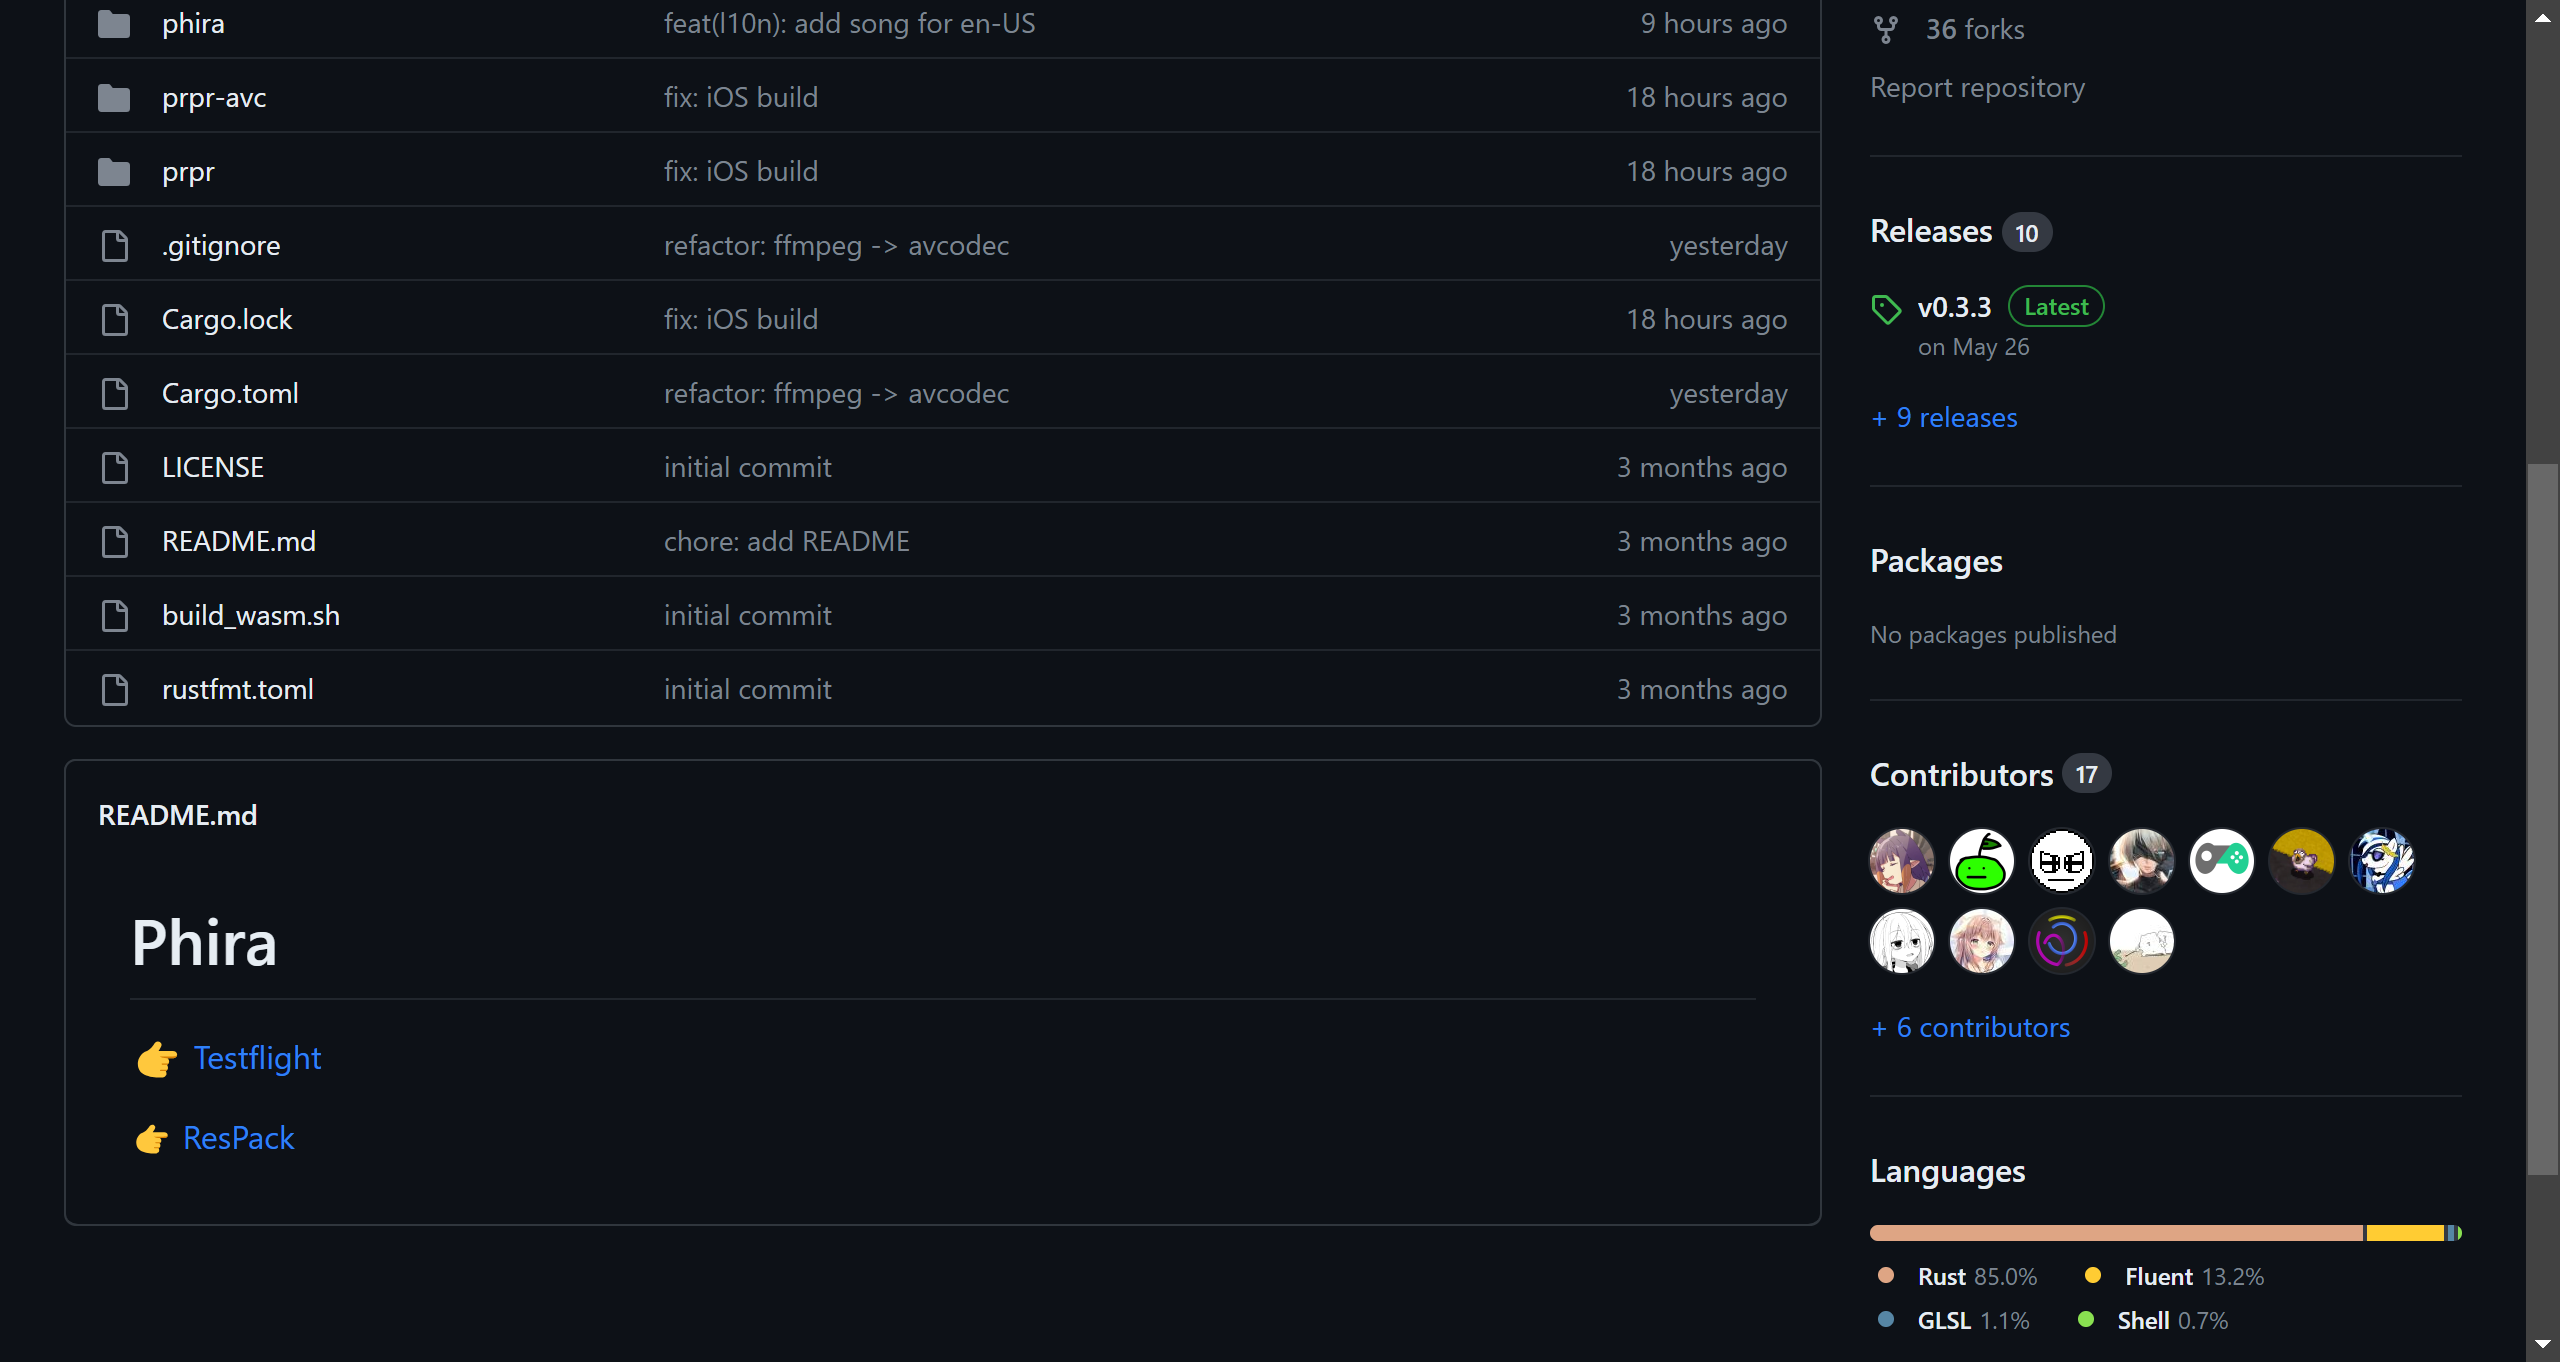 phira feat(l10n): add song for en-US 9 hours ago
prpr-avc fix: iOS build 18 hours ago
prpr fix: iOS build 18 hours ago
.gitignore refactor: ffmpeg -> avcodec yesterday
Cargo.lock fix: iOS build 18 hours ago
Cargo.toml refactor: ffmpeg -> avcodec yesterday
LICENSE initial commit 3 months ago
README.md chore: add README 3 months ago
build_wasm.sh initial commit 3 months ago
rustfmt.toml initial commit 3 months ago
README.md
Phira
👉 Testflight
👉 ResPack
36 forks
Report repository
Releases 10
v0.3.3 Latest
on May 26
+ 9 releases
Packages
No packages published
Contributors 17
+ 6 contributors
Languages
Rust 85.0% Fluent 13.2%
GLSL 1.1% Shell 0.7%